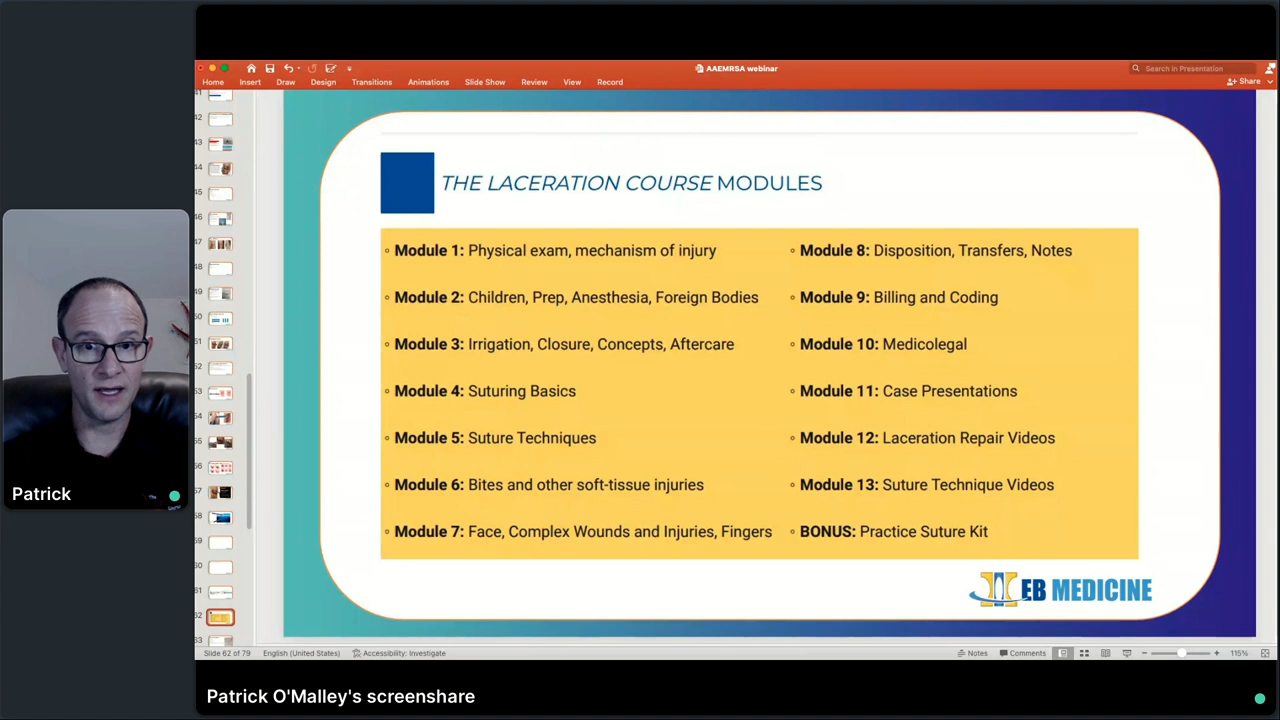 AAEMRSA webinar
Search in Presentation
Home Insert Draw Design Transitions Animations Slide Show Review View Record
Share
THE LACERATION COURSE MODULES
Module 1: Physical exam, mechanism of injury
Module 2: Children, Prep, Anesthesia, Foreign Bodies
Module 3: Irrigation, Closure, Concepts, Aftercare
Module 4: Suturing Basics
Module 5: Suture Techniques
Module 6: Bites and other soft-tissue injuries
Module 7: Face, Complex Wounds and Injuries, Fingers
Module 8: Disposition, Transfers, Notes
Module 9: Billing and Coding
Module 10: Medicolegal
Module 11: Case Presentations
Module 12: Laceration Repair Videos
Module 13: Suture Technique Videos
BONUS: Practice Suture Kit
EB MEDICINE
Patrick
Slide 62 of 79 English (United States) Accessibility: Investigate Notes Comments 115%
Patrick O'Malley's screenshare